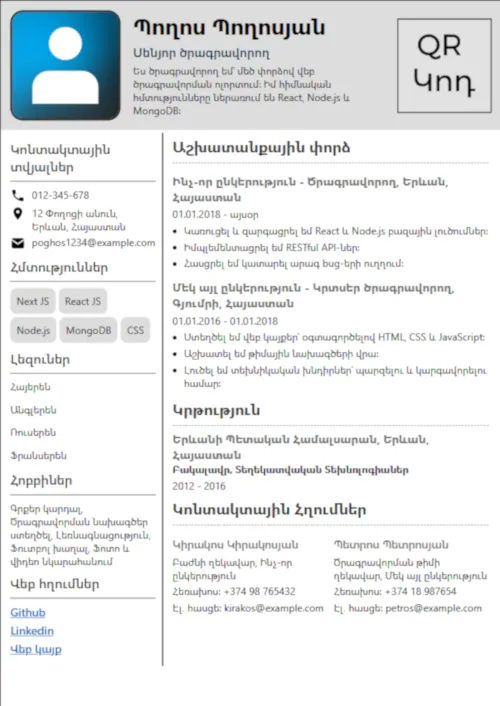 Պողոս Պողոսյան
Սենյոր ծրագրավորող
Ես ծրագրավորող եմ՝ մեծ փորձով վեբ
ծրագրավորման ոլորտում: Իմ հիմնական
հմտությունները ներառում են React, Node.js և
MongoDB:
QR
Կոդ
Կոնտակտային
տվյալներ
012-345-678
12 Փողոցի անուն,
Երևան, Հայաստան
poghos1234@example.com
Հմտություններ
Next JS
React JS
Node.js
MongoDB
CSS
Լեզուներ
Հայերեն
Անգլերեն
Ռուսերեն
Ֆրանսերեն
Հոբբիներ
Գրքեր կարդալ,
Ծրագրավորման նախագծեր
ստեղծել, Լեռնագնացություն,
Ֆուտբոլ խաղալ, Ֆոտո և
վիդեո նկարահանում
Վեբ հղումներ
Github
Linkedin
Վեբ կայք
Աշխատանքային փորձ
Ինչ-որ ընկերություն - Ծրագրավորող, Երևան,
Հայաստան
01.01.2018 - այսօր
• Կառուցել և զարգացրել եմ React և Node.js բազային լուծումներ:
• Իմպլեմենտացրել եմ RESTful API-ներ:
• Հասցրել եմ կատարել արագ bug-երի ուղղում:
Մեկ այլ ընկերություն - Կրտսեր ծրագրավորող,
Գյումրի, Հայաստան
01.01.2016 - 01.01.2018
• Ստեղծել եմ վեբ կայքեր՝ օգտագործելով HTML, CSS և JavaScript:
• Աշխատել եմ թիմային նախագծերի վրա:
• Լուծել եմ տեխնիկական խնդիրներ՝ պարզելու և կարգավորելու
համար:
Կրթություն
Երևանի Պետական Համալսարան, Երևան,
Հայաստան
Բակալավր, Տեղեկատվական Տեխնոլոգիաներ
2012 - 2016
Կոնտակտային Հղումներ
Կիրակոս Կիրակոսյան
Բաժնի ղեկավար, Ինչ-որ
ընկերություն
Հեռախոս: +374 98 765432
Էլ. հասցե: kirakos@example.com
Պետրոս Պետրոսյան
Ծրագրավորման թիմի
ղեկավար, Մեկ այլ ընկերություն
Հեռախոս: +374 18 987654
Էլ. հասցե: petros@example.com